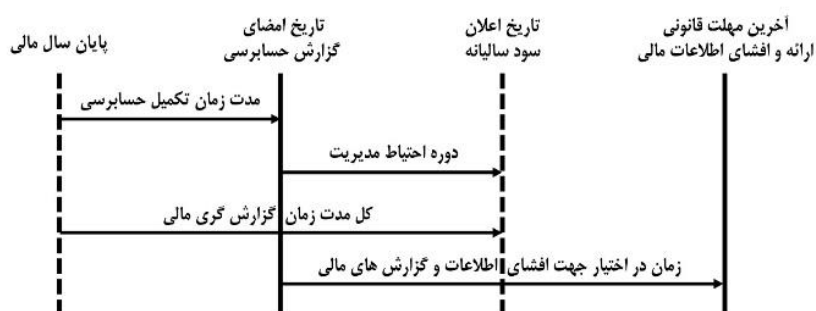 آخرین مهلت قانونی
ارائه و افشای اطلاعات مالی
تاریخ اعلان
سود سالیانه
تاریخ امضای
گزارش حسابرسی
پایان سال مالی
مدت زمان تکمیل حسابرسی
دوره احتیاط مدیریت
کل مدت زمان گزارش گری مالی
زمان در اختیار جهت افشای اطلاعات و گزارش های مالی